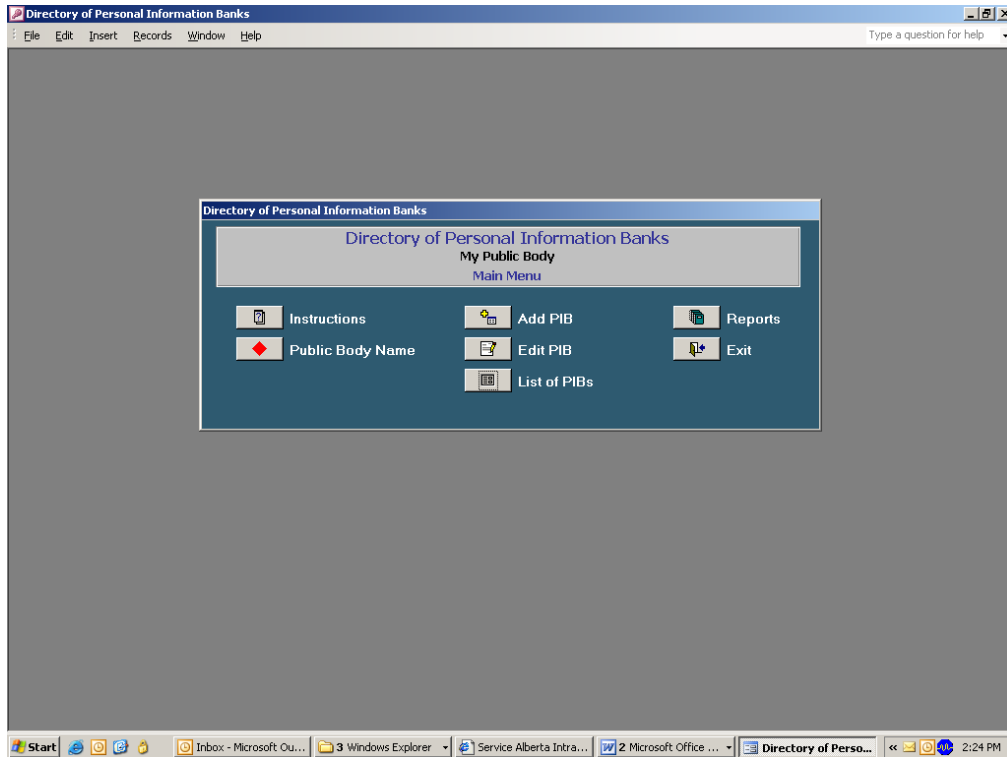 Directory of Personal Information Banks
File Edit Insert Records Window Help Type a question for help
Directory of Personal Information Banks
Directory of Personal Information Banks
My Public Body
Main Menu
Instructions Add PIB Reports
Public Body Name Edit PIB Exit
List of PIBs
Start Inbox - Microsoft Ou... 3 Windows Explorer Service Alberta Intra... 2 Microsoft Office ... Directory of Perso... « 2:24 PM